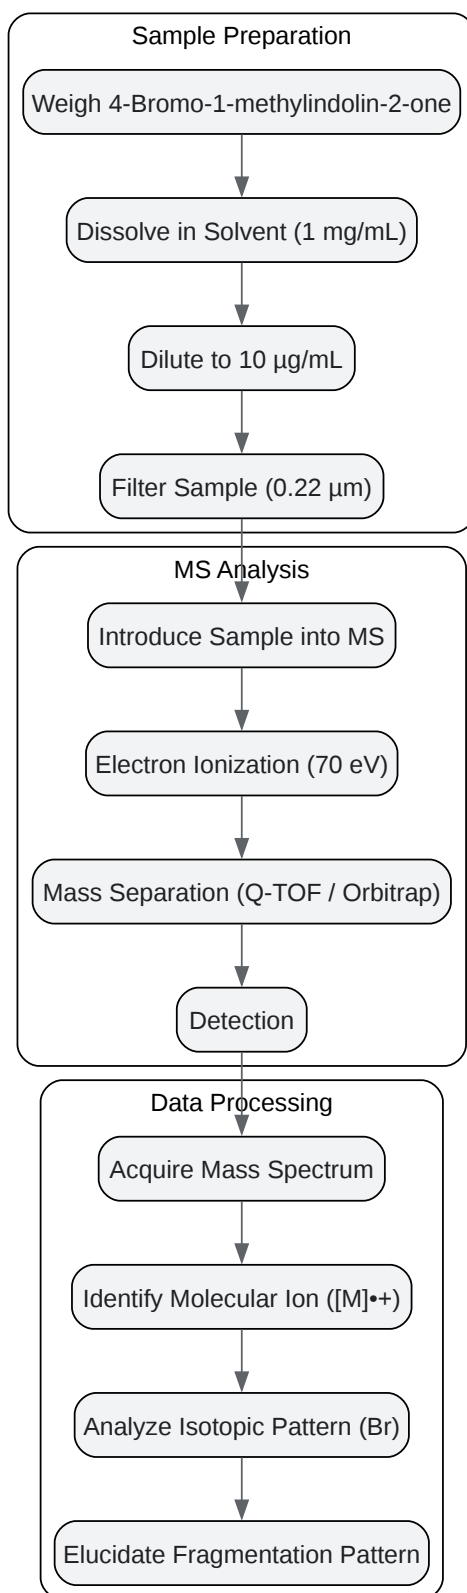 Sample Preparation
Weigh 4-Bromo-1-methylindolin-2-one
Dissolve in Solvent (1 mg/mL)
Dilute to 10 µg/mL
Filter Sample (0.22 µm)
MS Analysis
Introduce Sample into MS
Electron Ionization (70 eV)
Mass Separation (Q-TOF / Orbitrap)
Detection
Data Processing
Acquire Mass Spectrum
Identify Molecular Ion ([M]•+)
Analyze Isotopic Pattern (Br)
Elucidate Fragmentation Pattern